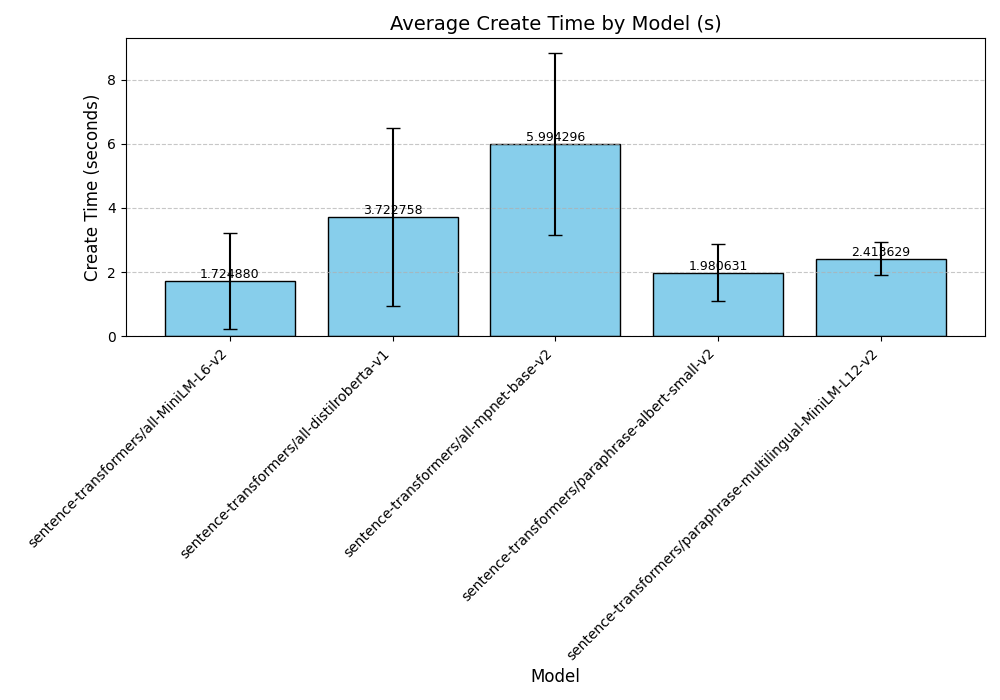 Average Create Time by Model (s)
Create Time (seconds)
8
6
4
2
0
1.724880
3.722758
5.994296
1.980631
2.413629
sentence-transformers/all-MiniLM-L6-v2
sentence-transformers/all-distilroberta-v1
sentence-transformers/all-mpnet-base-v2
sentence-transformers/paraphrase-albert-small-v2
sentence-transformers/paraphrase-multilingual-MiniLM-L12-v2
Model